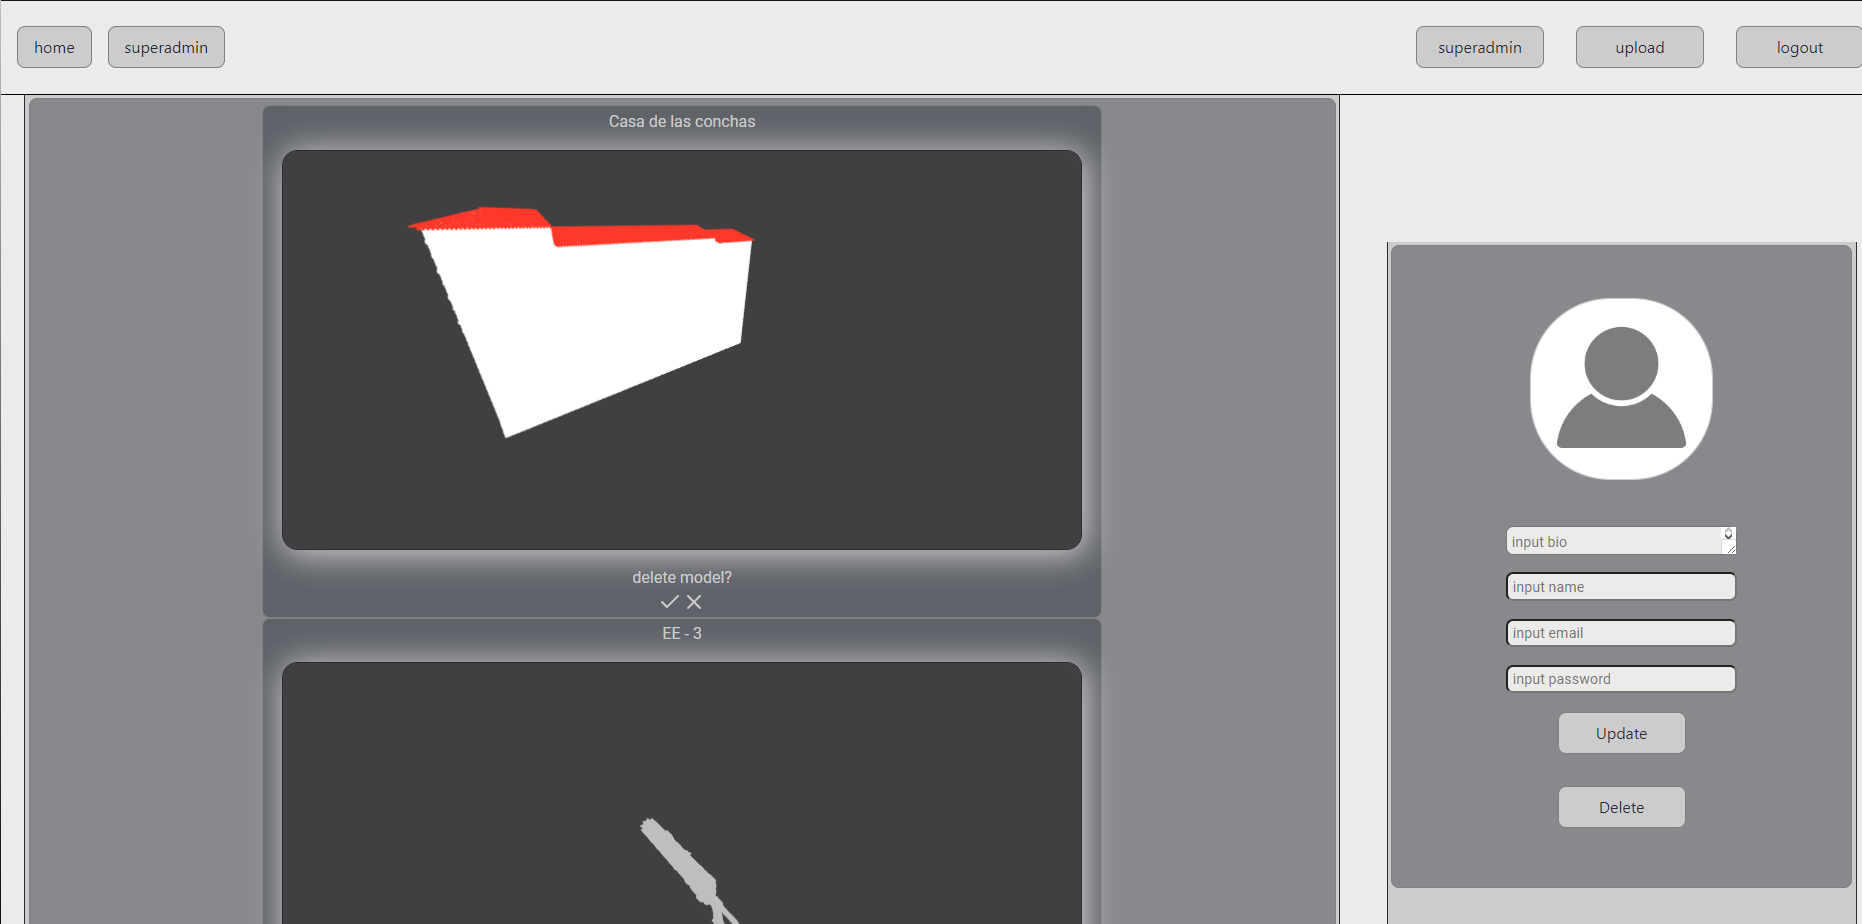 home
superadmin
superadmin
upload
logout
Casa de las conchas
delete model?
EE - 3
input bio
input name
input email
input password
Update
Delete